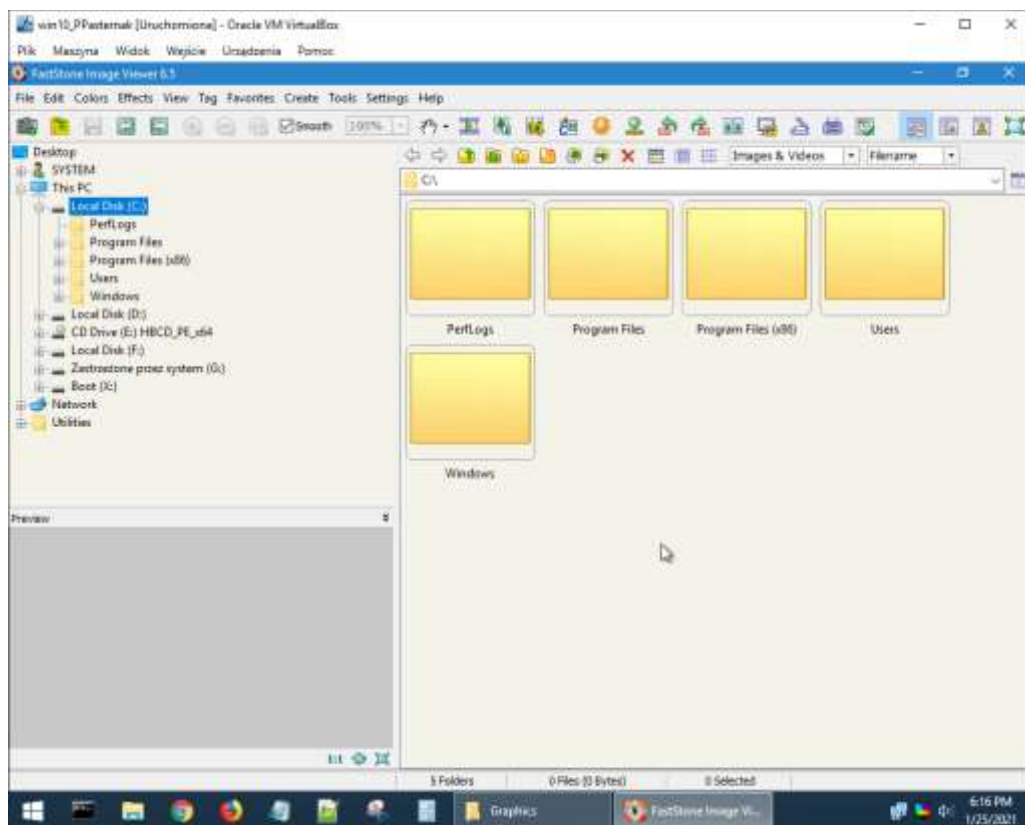 win10_PPasternak [Uruchomione] - Oracle VM VirtualBox
Plik Maszyna Widok Wejście Urządzenia Pomoc
FastStone Image Viewer 6.5
File Edit Colors Effects View Tag Favorites Create Tools Settings Help
Smooth 100%
Desktop
Images & Videos Filename
SYSTEM
This PC
C:\
Local Disk (C:)
PerfLogs
Program Files
Program Files (x86)
Users
Windows
Local Disk (D:)
CD Drive (E:) HBCD_PE_x64
Local Disk (F:)
Zastrzeżone przez system (G:)
Boot (X:)
Network
Utilities
PerfLogs Program Files Program Files (x86) Users
Windows
Preview
1:1
5 Folders 0 Files (0 Bytes) 0 Selected
Graphics FastStone Image Vi...
6:16 PM
1/25/2021